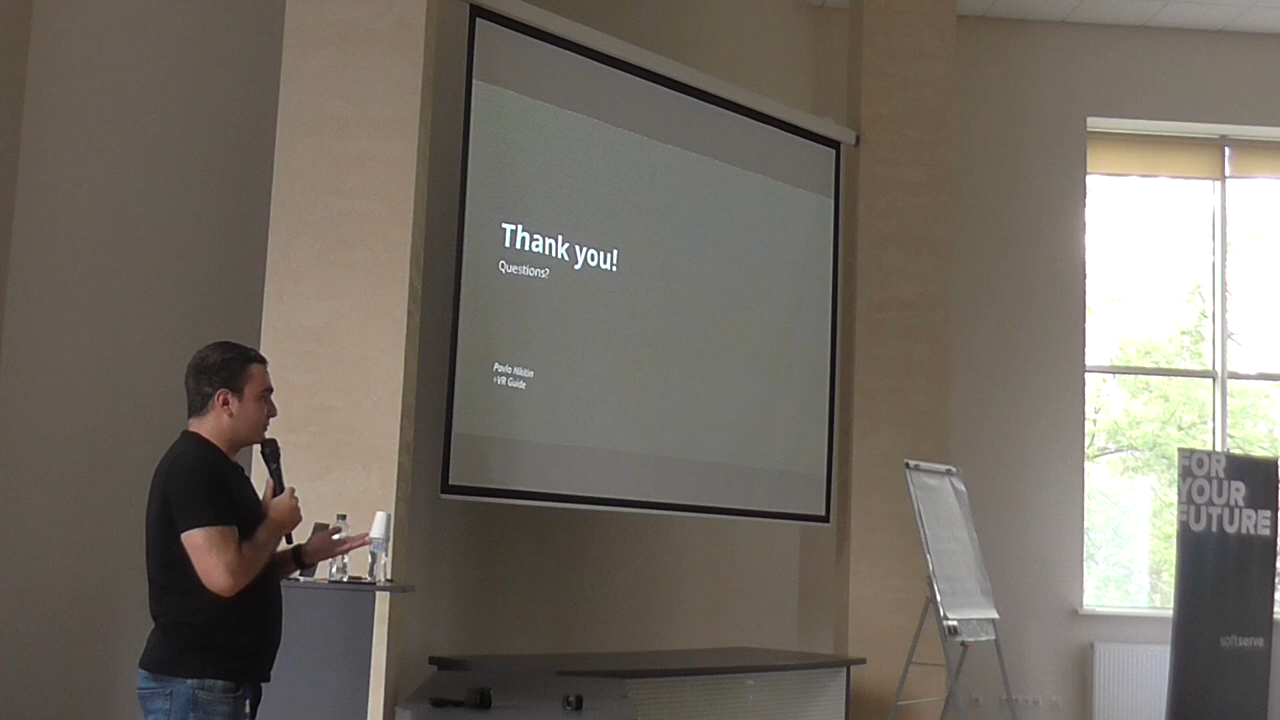 Thank you!
Questions?
Pavlo Nikitin
+VR Guide
FOR
YOUR
FUTURE
softserve